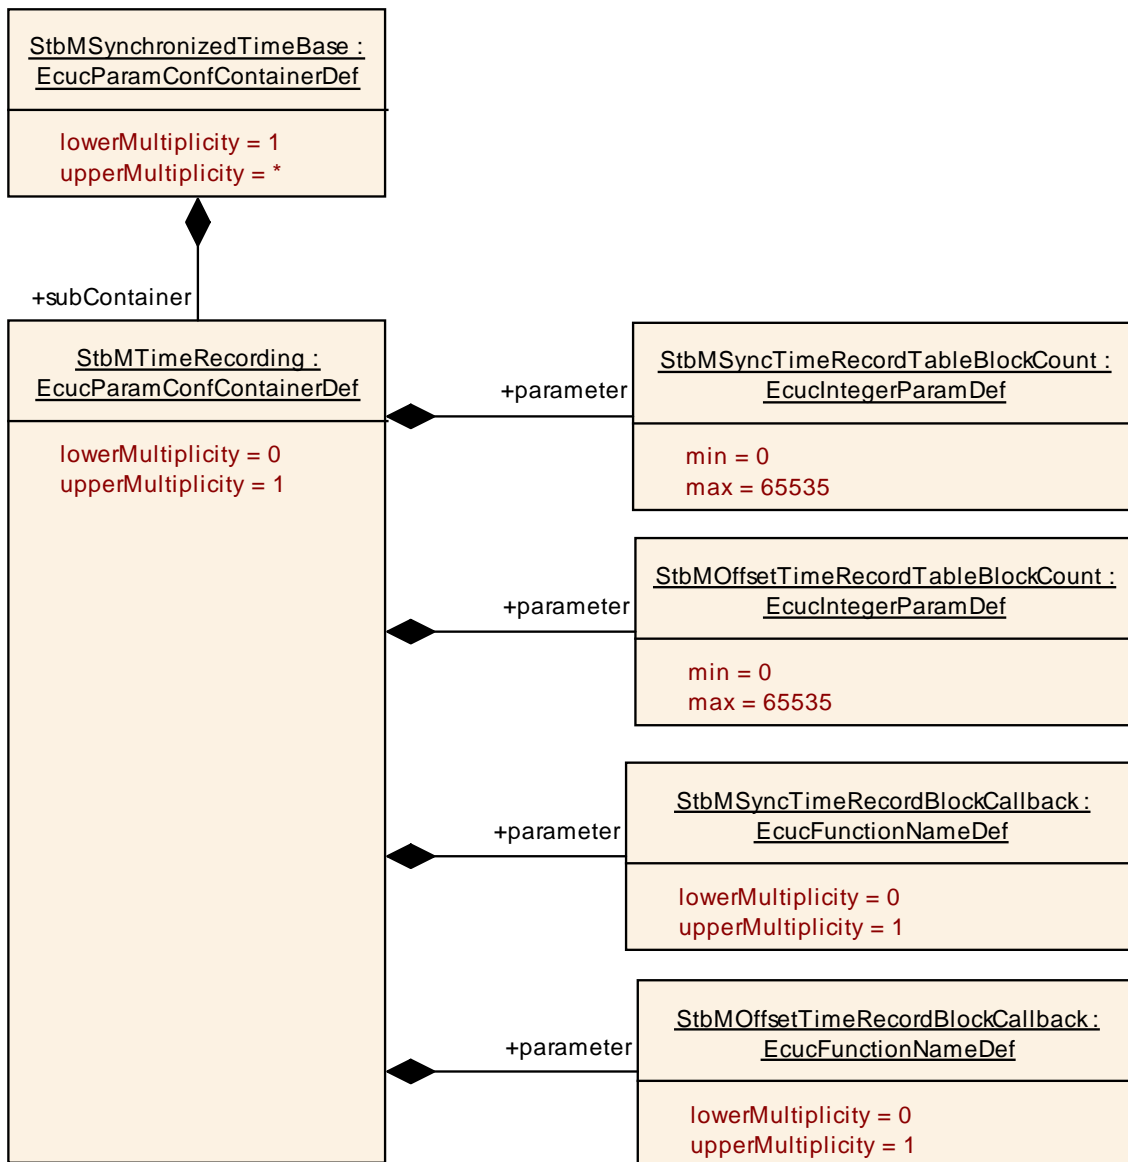 StbMSynchronizedTimeBase :
EcucParamConfContainerDef
lowerMultiplicity = 1
upperMultiplicity = *
+subContainer
StbMTimeRecording :
EcucParamConfContainerDef
lowerMultiplicity = 0
upperMultiplicity = 1
+parameter
StbMSyncTimeRecordTableBlockCount :
EcucIntegerParamDef
min = 0
max = 65535
+parameter
StbMOffsetTimeRecordTableBlockCount :
EcucIntegerParamDef
min = 0
max = 65535
+parameter
StbMSyncTimeRecordBlockCallback :
EcucFunctionNameDef
lowerMultiplicity = 0
upperMultiplicity = 1
+parameter
StbMOffsetTimeRecordBlockCallback :
EcucFunctionNameDef
lowerMultiplicity = 0
upperMultiplicity = 1